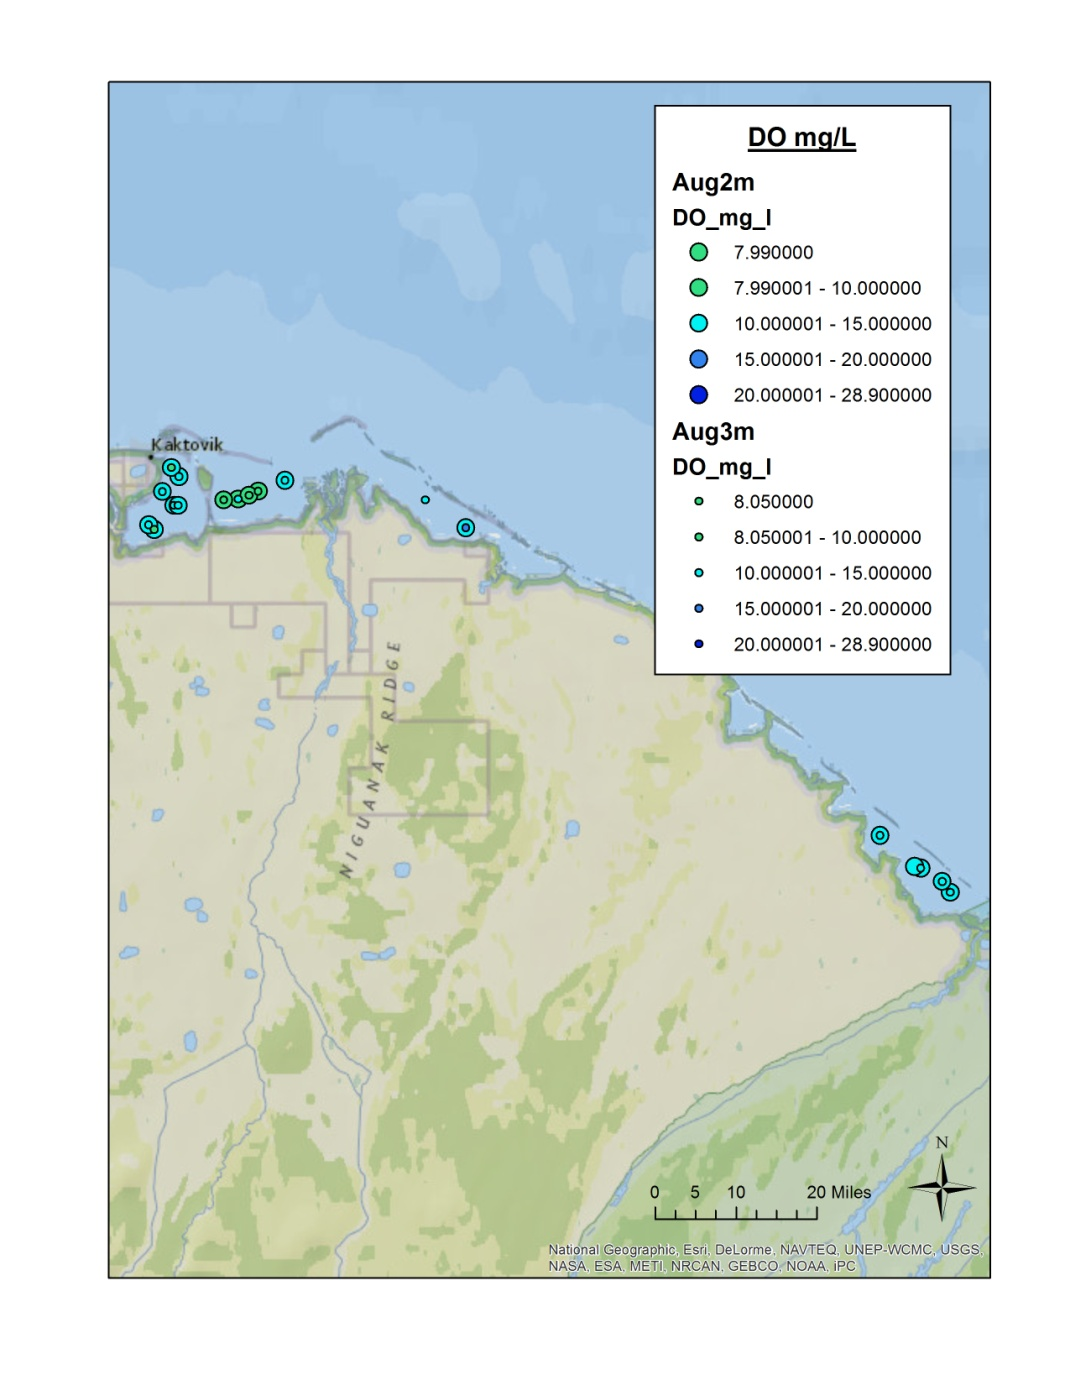 DO mg/L
Aug2m
DO_mg_l
7.990000
7.990001 - 10.000000
10.000001 - 15.000000
15.000001 - 20.000000
20.000001 - 28.900000
Aug3m
DO_mg_l
8.050000
8.050001 - 10.000000
10.000001 - 15.000000
15.000001 - 20.000000
20.000001 - 28.900000
Kaktovik
NIGUANAK RIDGE
N
0 5 10 20 Miles
National Geographic, Esri, DeLorme, NAVTEQ, UNEP-WCMC, USGS,
NASA, ESA, METI, NRCAN, GEBCO, NOAA, iPC